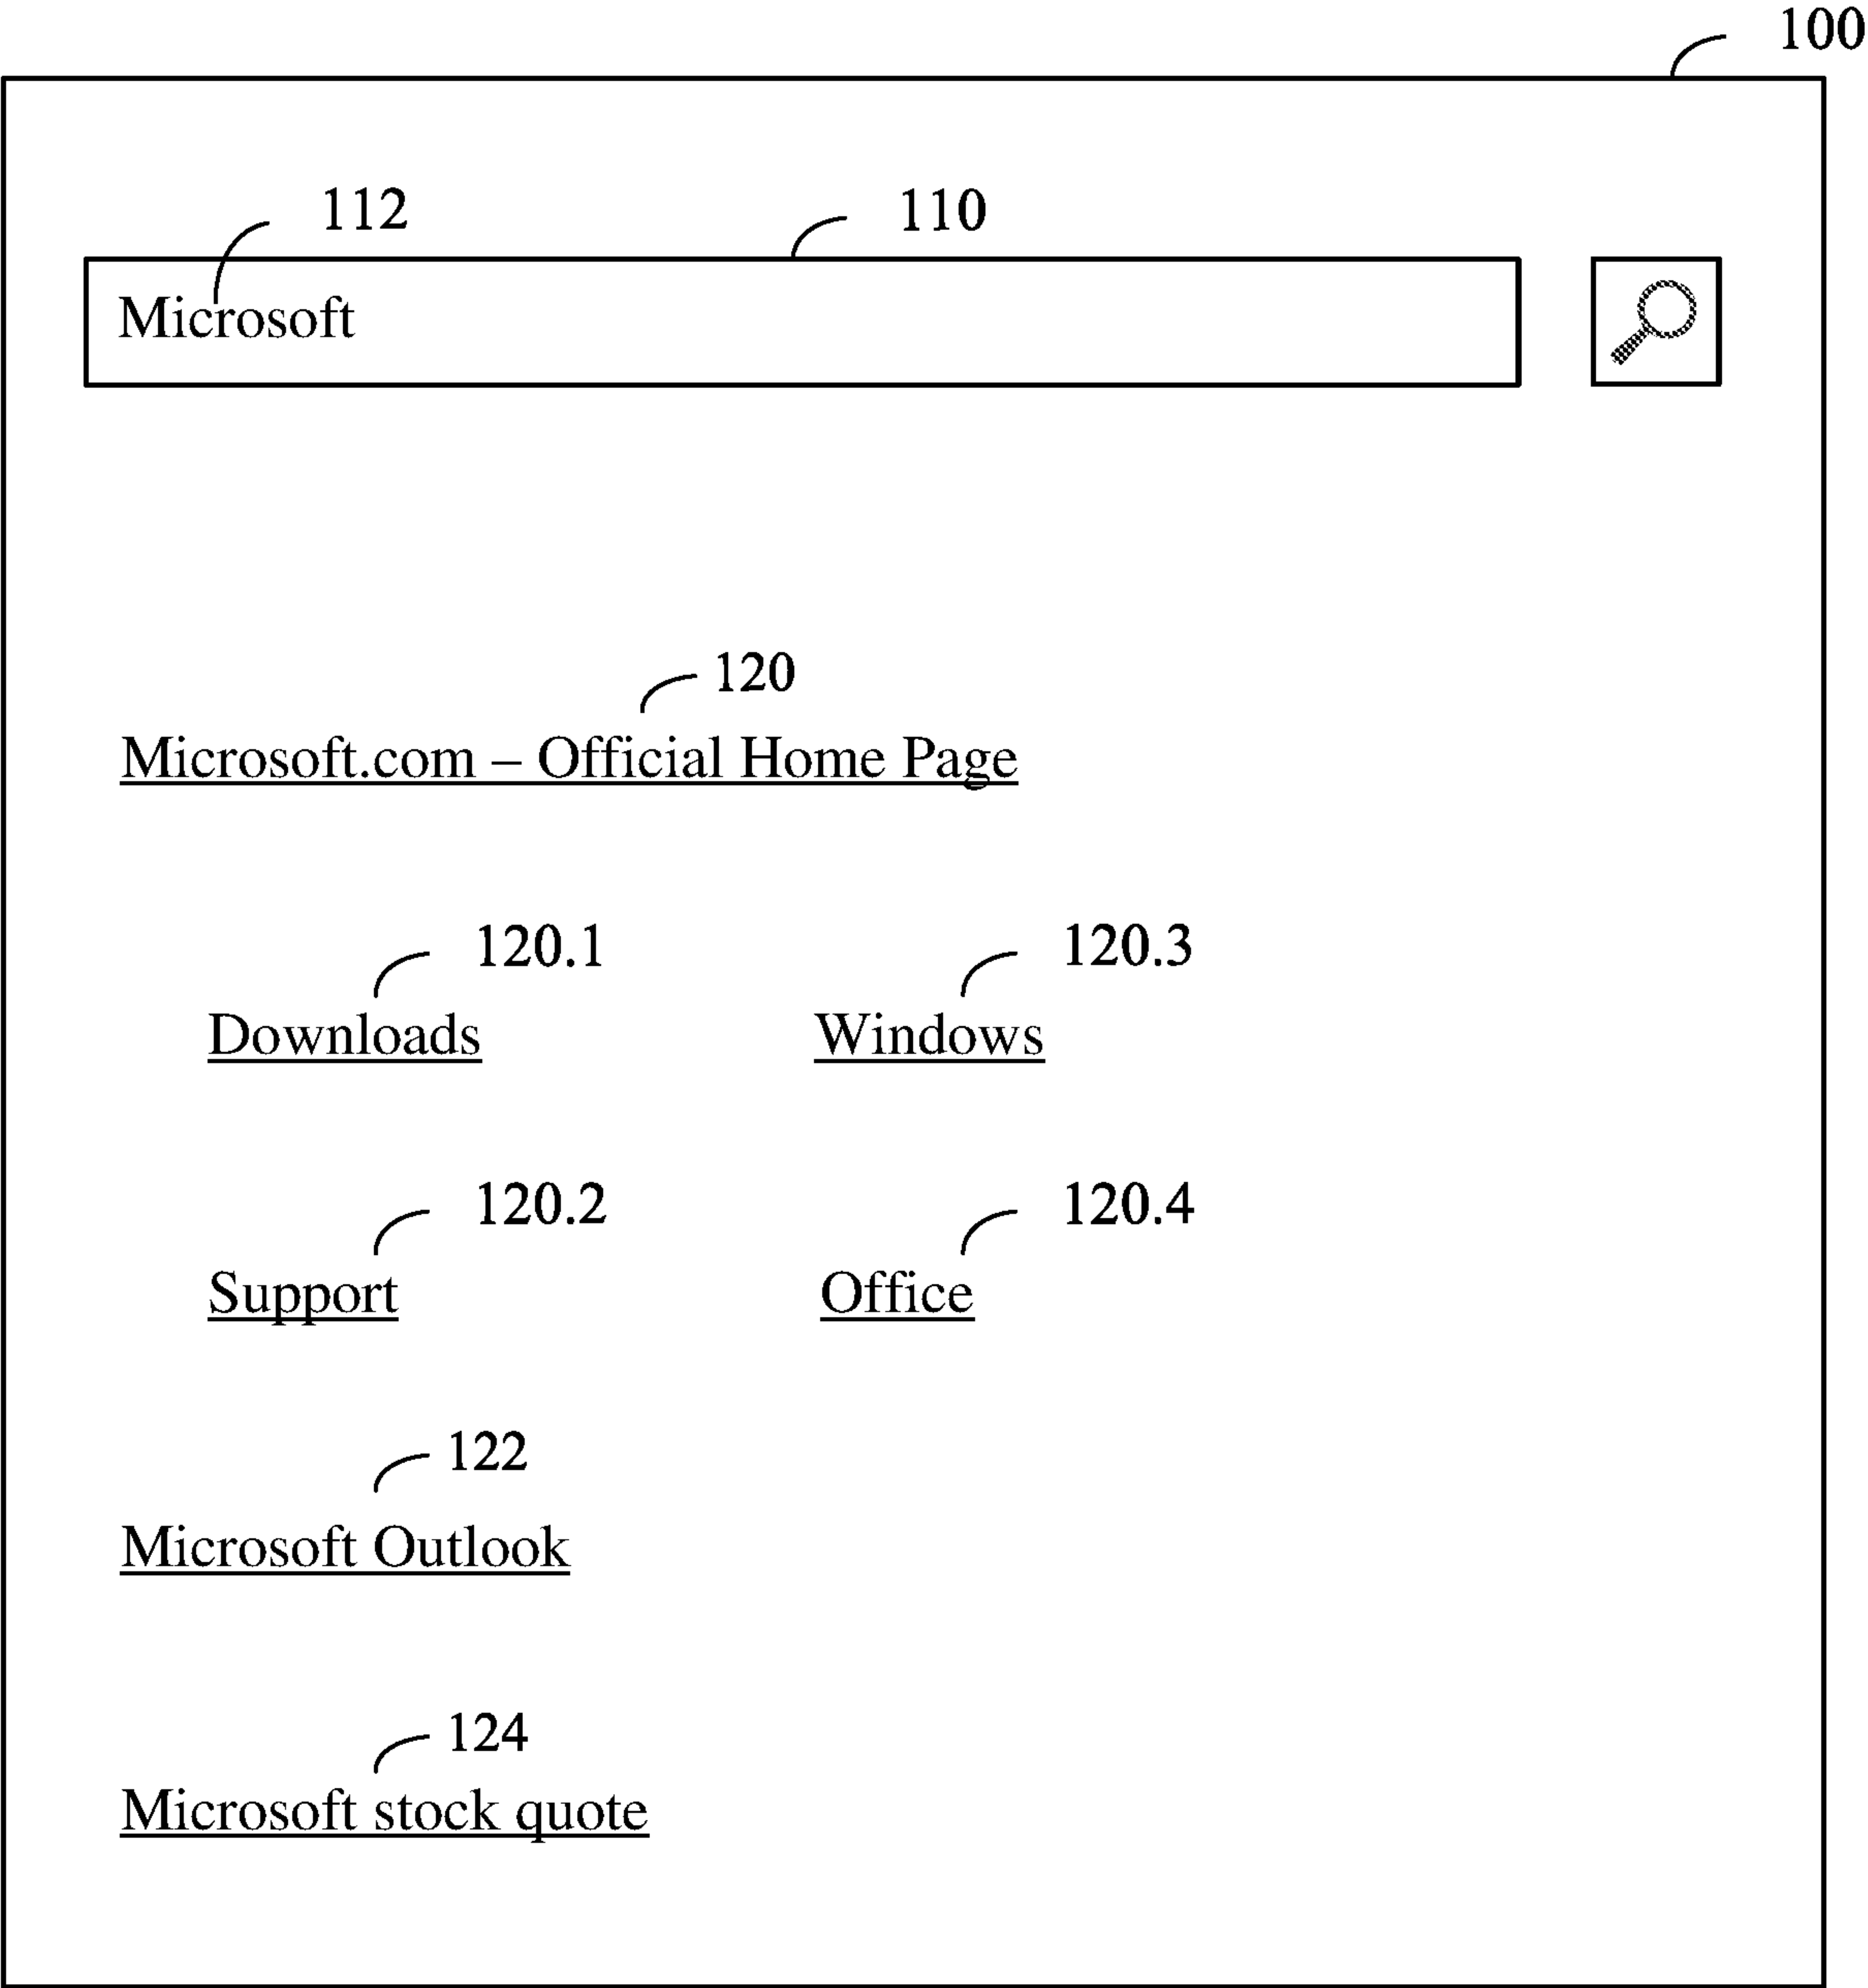 100
112 110
Microsoft
120
Microsoft.com – Official Home Page
120.1 120.3
Downloads Windows
120.2 120.4
Support Office
122
Microsoft Outlook
124
Microsoft stock quote